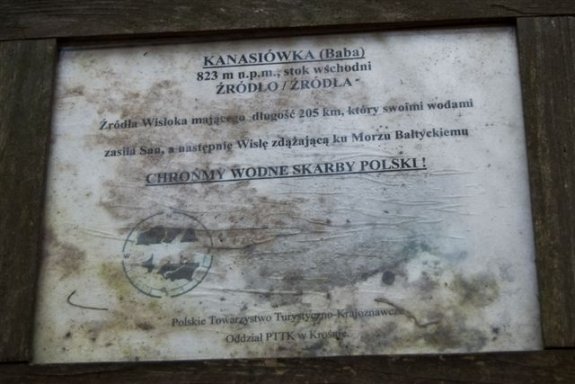 KANASIÓWKA (Baba)
823 m n.p.m., stok wschodni
ŹRÓDŁO / ŹRÓDŁA
Źródła Wisłoka mającego długość 205 km, który swoimi wodami
zasila San, a następnię Wisłę zdążającą ku Morzu Bałtyckiemu
CHROŃMY WODNE SKARBY POLSKI !
Polskie Towarzystwo Turystyczno-Krajoznawcze
Oddział PTTK w Krośnie